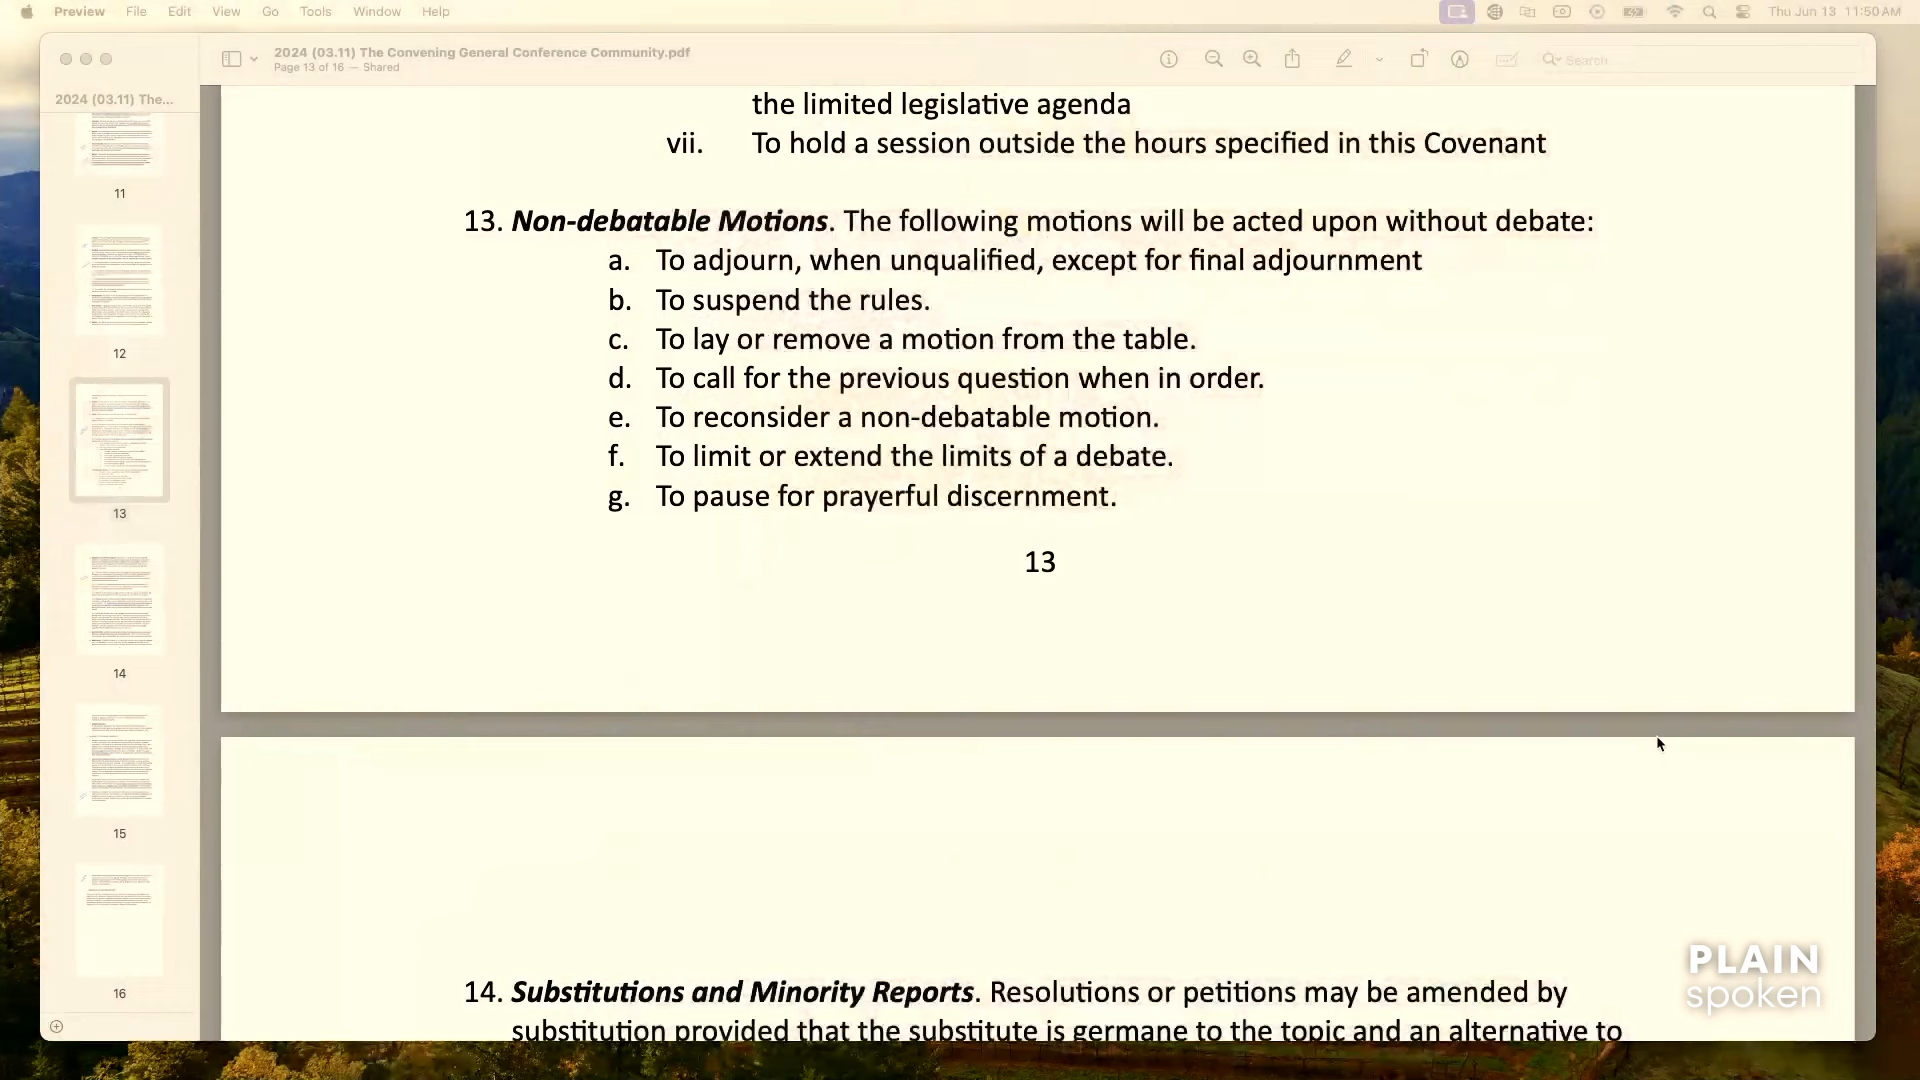 Preview File Edit View Go Tools Window Help
Thu Jun 13 11:50 AM
2024 (03.11) The Convening General Conference Community.pdf
Page 13 of 16 — Shared
Search
2024 (03.11) The...
11
12
13
14
15
16
the limited legislative agenda
vii. To hold a session outside the hours specified in this Covenant
13. Non-debatable Motions. The following motions will be acted upon without debate:
a. To adjourn, when unqualified, except for final adjournment
b. To suspend the rules.
c. To lay or remove a motion from the table.
d. To call for the previous question when in order.
e. To reconsider a non-debatable motion.
f. To limit or extend the limits of a debate.
g. To pause for prayerful discernment.
13
14. Substitutions and Minority Reports. Resolutions or petitions may be amended by
substitution provided that the substitute is germane to the topic and an alternative to
PLAIN
spoken